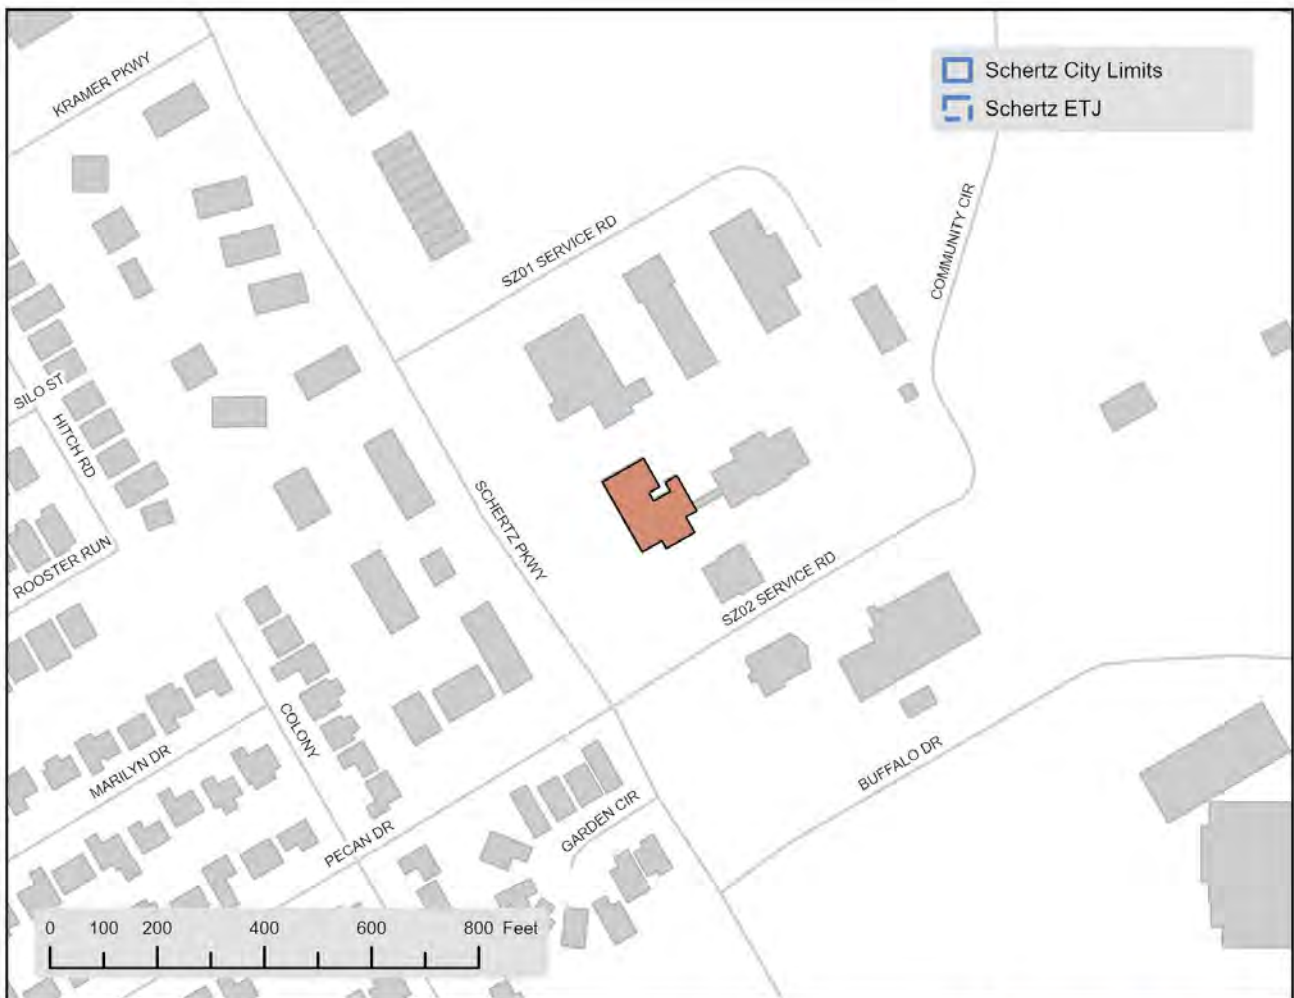 KRAMER PKWY
Schertz City Limits
Schertz ETJ
SZ01 SERVICE RD
COMMUNITY CIR
SILO ST
HITCH RD
SCHERTZ PKWY
ROOSTER RUN
SZ02 SERVICE RD
COLONY
MARILYN DR
BUFFALO DR
PECAN DR
GARDEN CIR
0 100 200 400 600 800 Feet